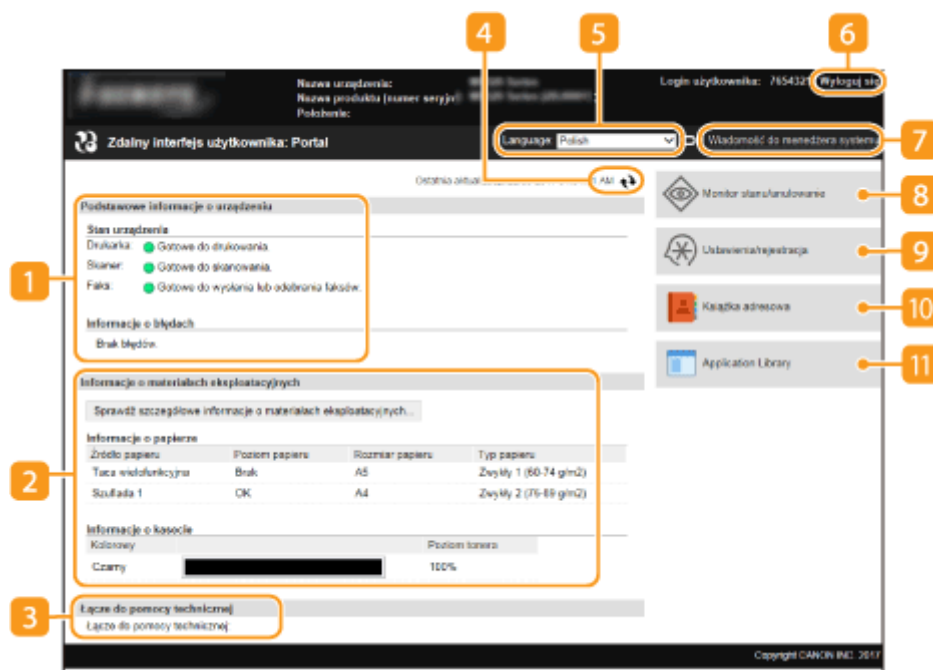 4 5 6
Nazwa urządzenia:
Login użytkownika: 7654321 Wyloguj się
Nazwa produktu [numer seryjny]:
Położenie:
Zdalny interfejs użytkownika: Portal Language: Polish Wiadomość do menedżera systemu 7
Ostatnia AM
Podstawowe informacje o urządzeniu
Monitor stanu/anulowanie 8
Stan urządzenia
Drukarka: Gotowe do drukowania.
Skaner: Gotowe do skanowania.
Ustawienia/rejestracja 9
1
Faks: Gotowe do wysłania lub odebrania faksów.
Książka adresowa 10
Informacje o błędach
Brak błędów.
Application Library 11
Informacje o materiałach eksploatacyjnych
Sprawdź szczegółowe informacje o materiałach eksploatacyjnych...
Informacje o papierze
Źródło papieru Poziom papieru Rozmiar papieru Typ papieru
Taca wielofunkcyjna Brak A5 Zwykły 1 (60-74 g/m2)
2
Szuflada 1 OK A4 Zwykły 2 (75-89 g/m2)
Informacje o kasecie
Kolorowy Poziom tonera
Czarny 100%
Łącze do pomocy technicznej
3
Łącze do pomocy technicznej:
Copyright CANON INC. 2017